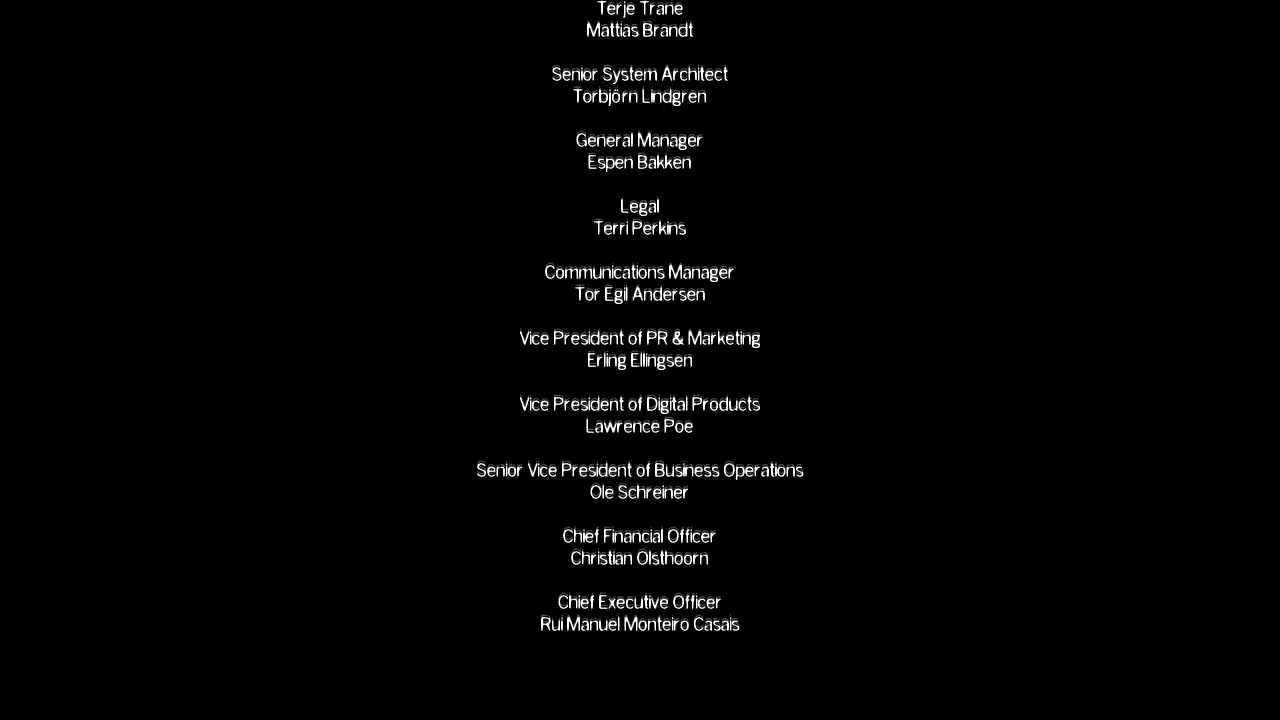 Terje Trane
Mattias Brandt
Senior System Architect
Torbjörn Lindgren
General Manager
Espen Bakken
Legal
Terri Perkins
Communications Manager
Tor Egil Andersen
Vice President of PR & Marketing
Erling Ellingsen
Vice President of Digital Products
Lawrence Poe
Senior Vice President of Business Operations
Ole Schreiner
Chief Financial Officer
Christian Olsthoorn
Chief Executive Officer
Rui Manuel Monteiro Casais